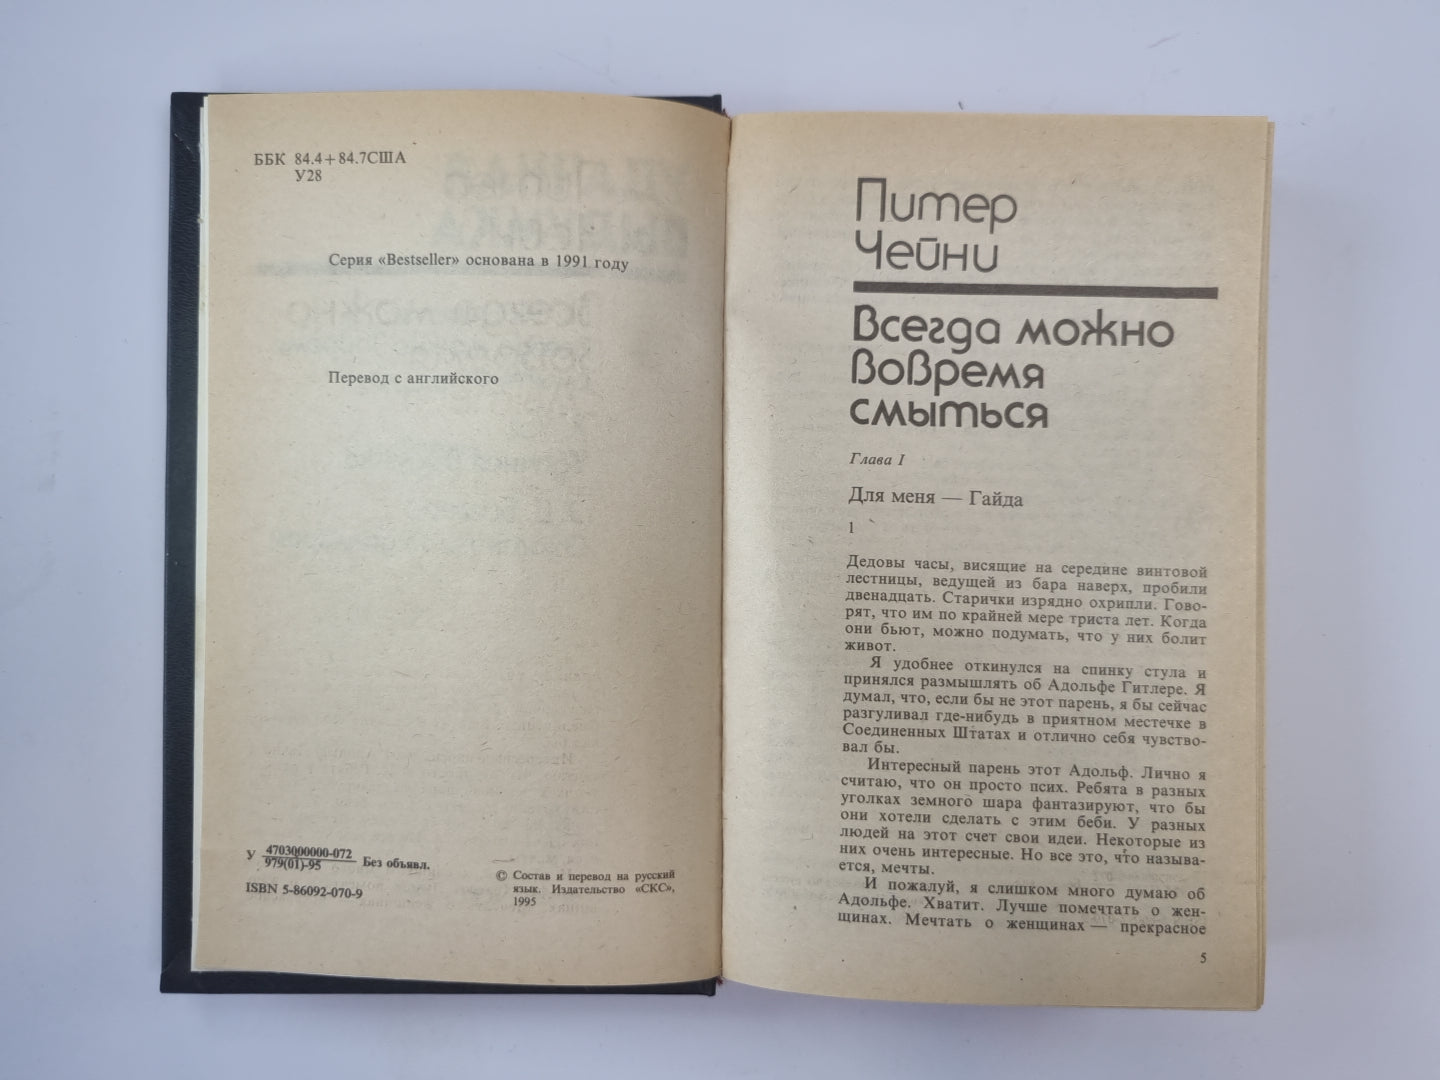 ББК 84.4+84.7США
У28
Серия «Bestseller» основана в 1991 году
Перевод с английского
У 4703000000-072
979(01)-95 Без объявл.
ISBN 5-86092-070-9
© Состав и перевод на русский
язык. Издательство «СКС»,
1995
Питер
Чейни
Всегда можно
вовремя
смыться
Глава I
Для меня — Гайда
1
Дедовы часы, висящие на середине винтовой
лестницы, ведущей из бара наверх, пробили
двенадцать. Старички изрядно охрипли. Гово-
рят, что им по крайней мере триста лет. Когда
они бьют, можно подумать, что у них болит
живот.
Я удобнее откинулся на спинку стула и
принялся размышлять об Адольфе Гитлере. Я
думал, что, если бы не этот парень, я бы сейчас
разгуливал где-нибудь в приятном местечке в
Соединенных Штатах и отлично себя чувство-
вал бы.
Интересный парень этот Адольф. Лично я
считаю, что он просто псих. Ребята в разных
уголках земного шара фантазируют, что бы
они хотели сделать с этим беби. У разных
людей на этот счет свои идеи. Некоторые из
них очень интересные. Но все это, что называ-
ется, мечты.
И пожалуй, я слишком много думаю об
Адольфе. Хватит. Лучше помечтать о жен-
щинах. Мечтать о женщинах — прекрасное
5